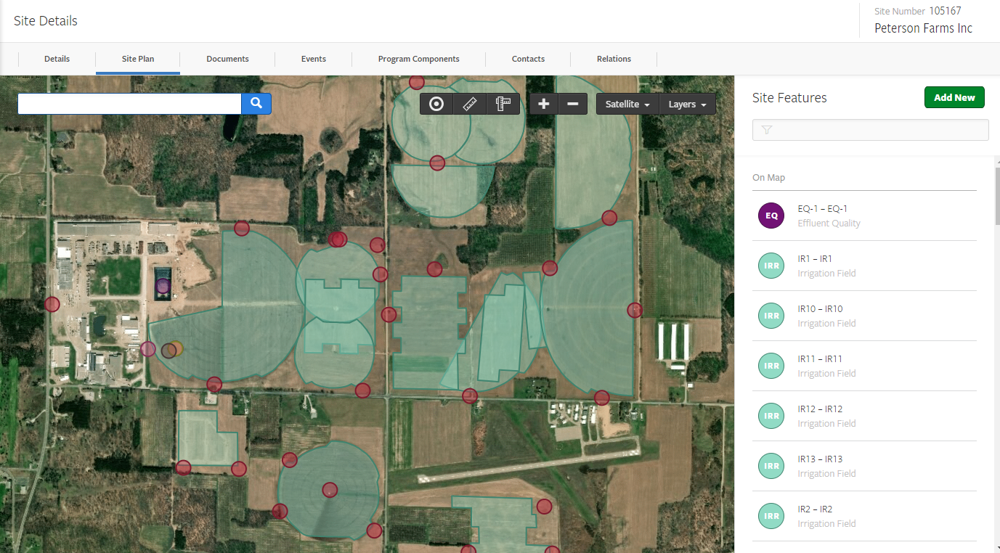 Site Details
Site Number 105167
Peterson Farms Inc
Details
Site Plan
Documents
Events
Program Components
Contacts
Relations
Satellite
Layers
Site Features
Add New
On Map
EQ
EQ-1 – EQ-1
Effluent Quality
IRR
IR1 – IR1
Irrigation Field
IRR
IR10 – IR10
Irrigation Field
IRR
IR11 – IR11
Irrigation Field
IRR
IR12 – IR12
Irrigation Field
IRR
IR13 – IR13
Irrigation Field
IRR
IR2 – IR2
Irrigation Field